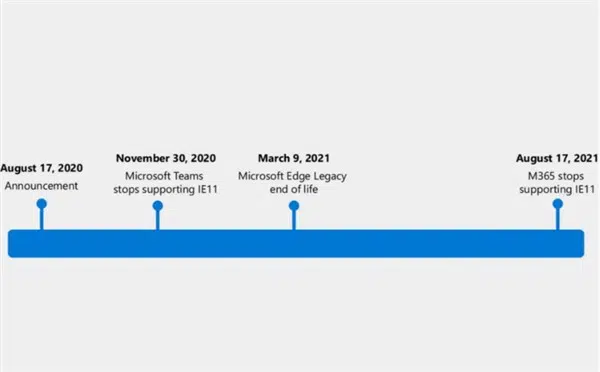 August 17, 2020
Announcement
November 30, 2020
Microsoft Teams
stops supporting IE11
March 9, 2021
Microsoft Edge Legacy
end of life
August 17, 2021
M365 stops
supporting IE11